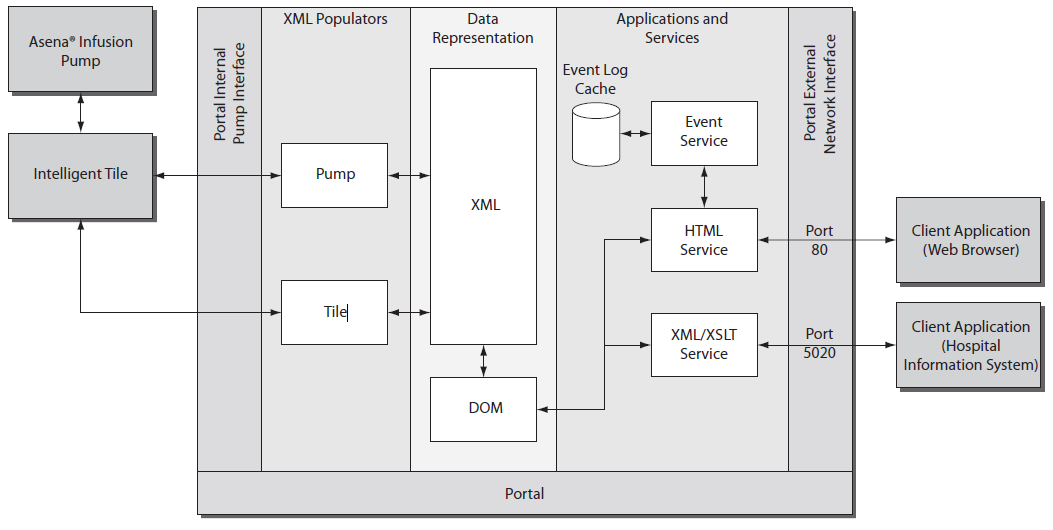 Asena® Infusion
Pump
Intelligent Tile
Portal Internal
Pump Interface
XML Populators
Pump
Tile
Data
Representation
XML
DOM
Applications and
Services
Event Log
Cache
Event
Service
HTML
Service
XML/XSLT
Service
Portal External
Network Interface
Port
80
Port
5020
Client Application
(Web Browser)
Client Application
(Hospital
Information System)
Portal